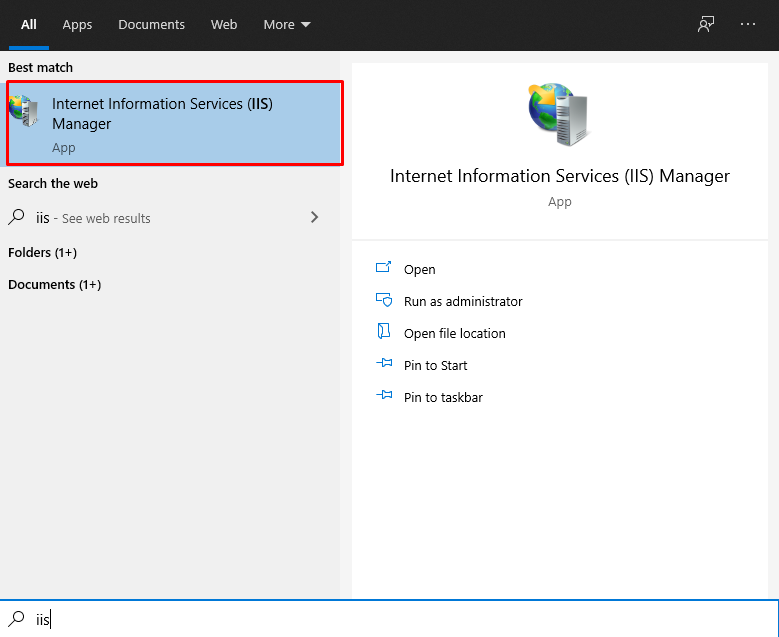 All Apps Documents Web More
Best match
Internet Information Services (IIS)
Manager
App
Search the web
iis - See web results
Folders (1+)
Documents (1+)
Internet Information Services (IIS) Manager
App
Open
Run as administrator
Open file location
Pin to Start
Pin to taskbar
iis